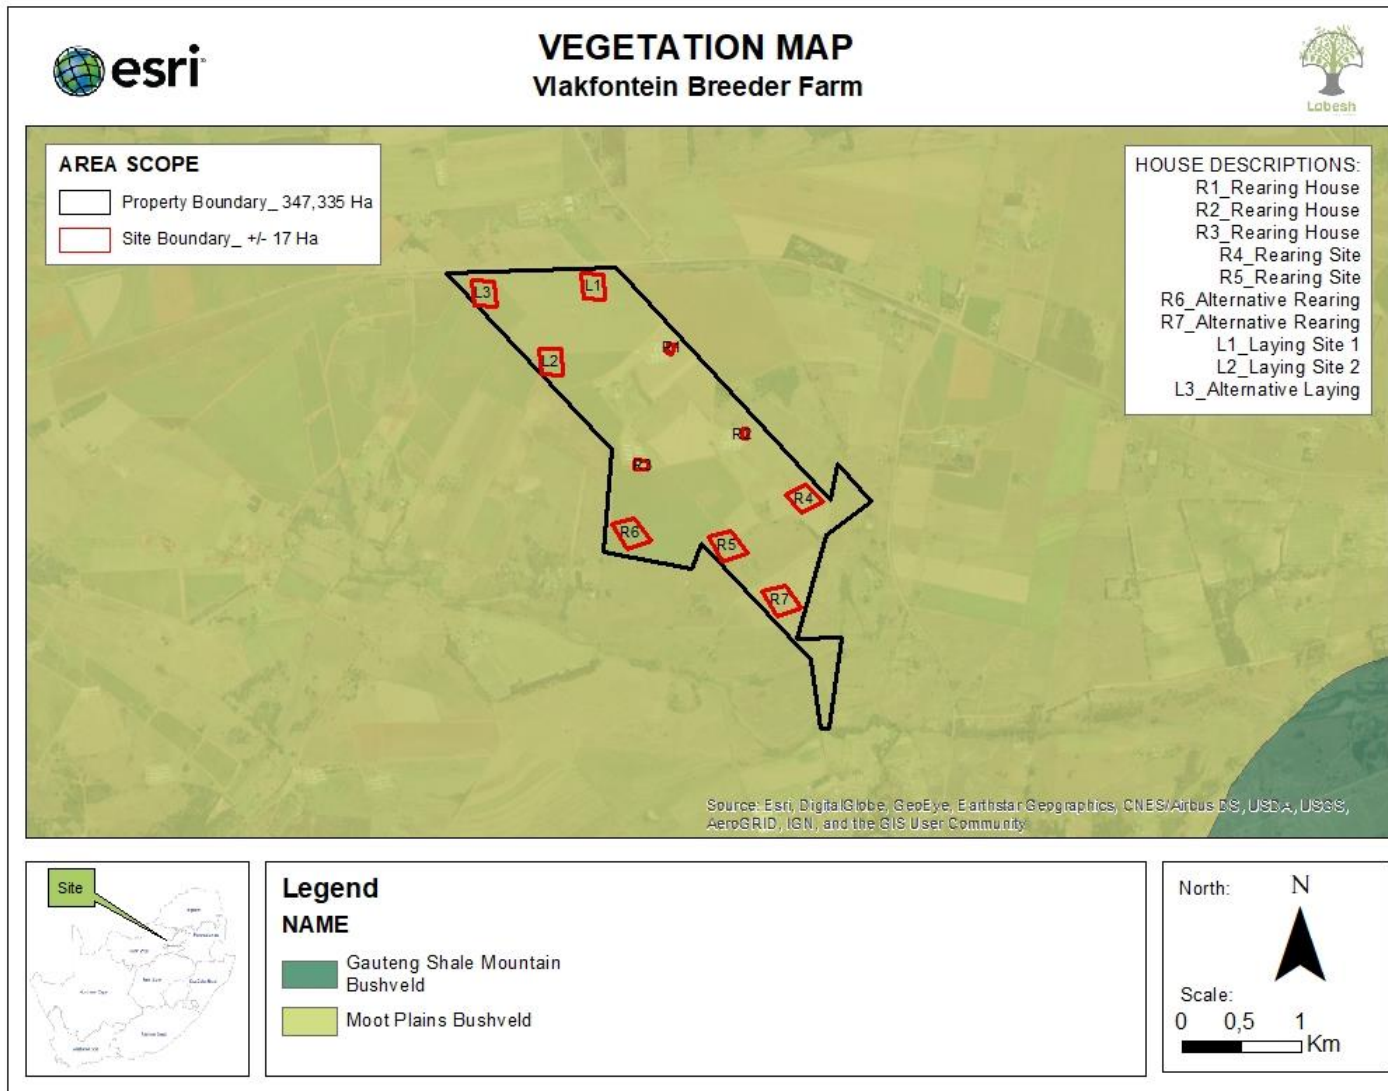 esri
VEGETATION MAP
Vlakfontein Breeder Farm
Labesh
AREA SCOPE
Property Boundary_ 347,335 Ha
Site Boundary_ +/- 17 Ha
HOUSE DESCRIPTIONS:
R1_Rearing House
R2_Rearing House
R3_Rearing House
R4_Rearing Site
R5_Rearing Site
R6_Alternative Rearing
R7_Alternative Rearing
L1_Laying Site 1
L2_Laying Site 2
L3_Alternative Laying
L3
L1
R1
L2
R2
R3
R4
R6
R5
R7
Source: Esri, DigitalGlobe, GeoEye, Earthstar Geographics, CNES/Airbus DS, USDA, USGS,
AeroGRID, IGN, and the GIS User Community
Site
Legend
NAME
Gauteng Shale Mountain
Bushveld
Moot Plains Bushveld
North:
N
Scale:
0 0,5 1
Km